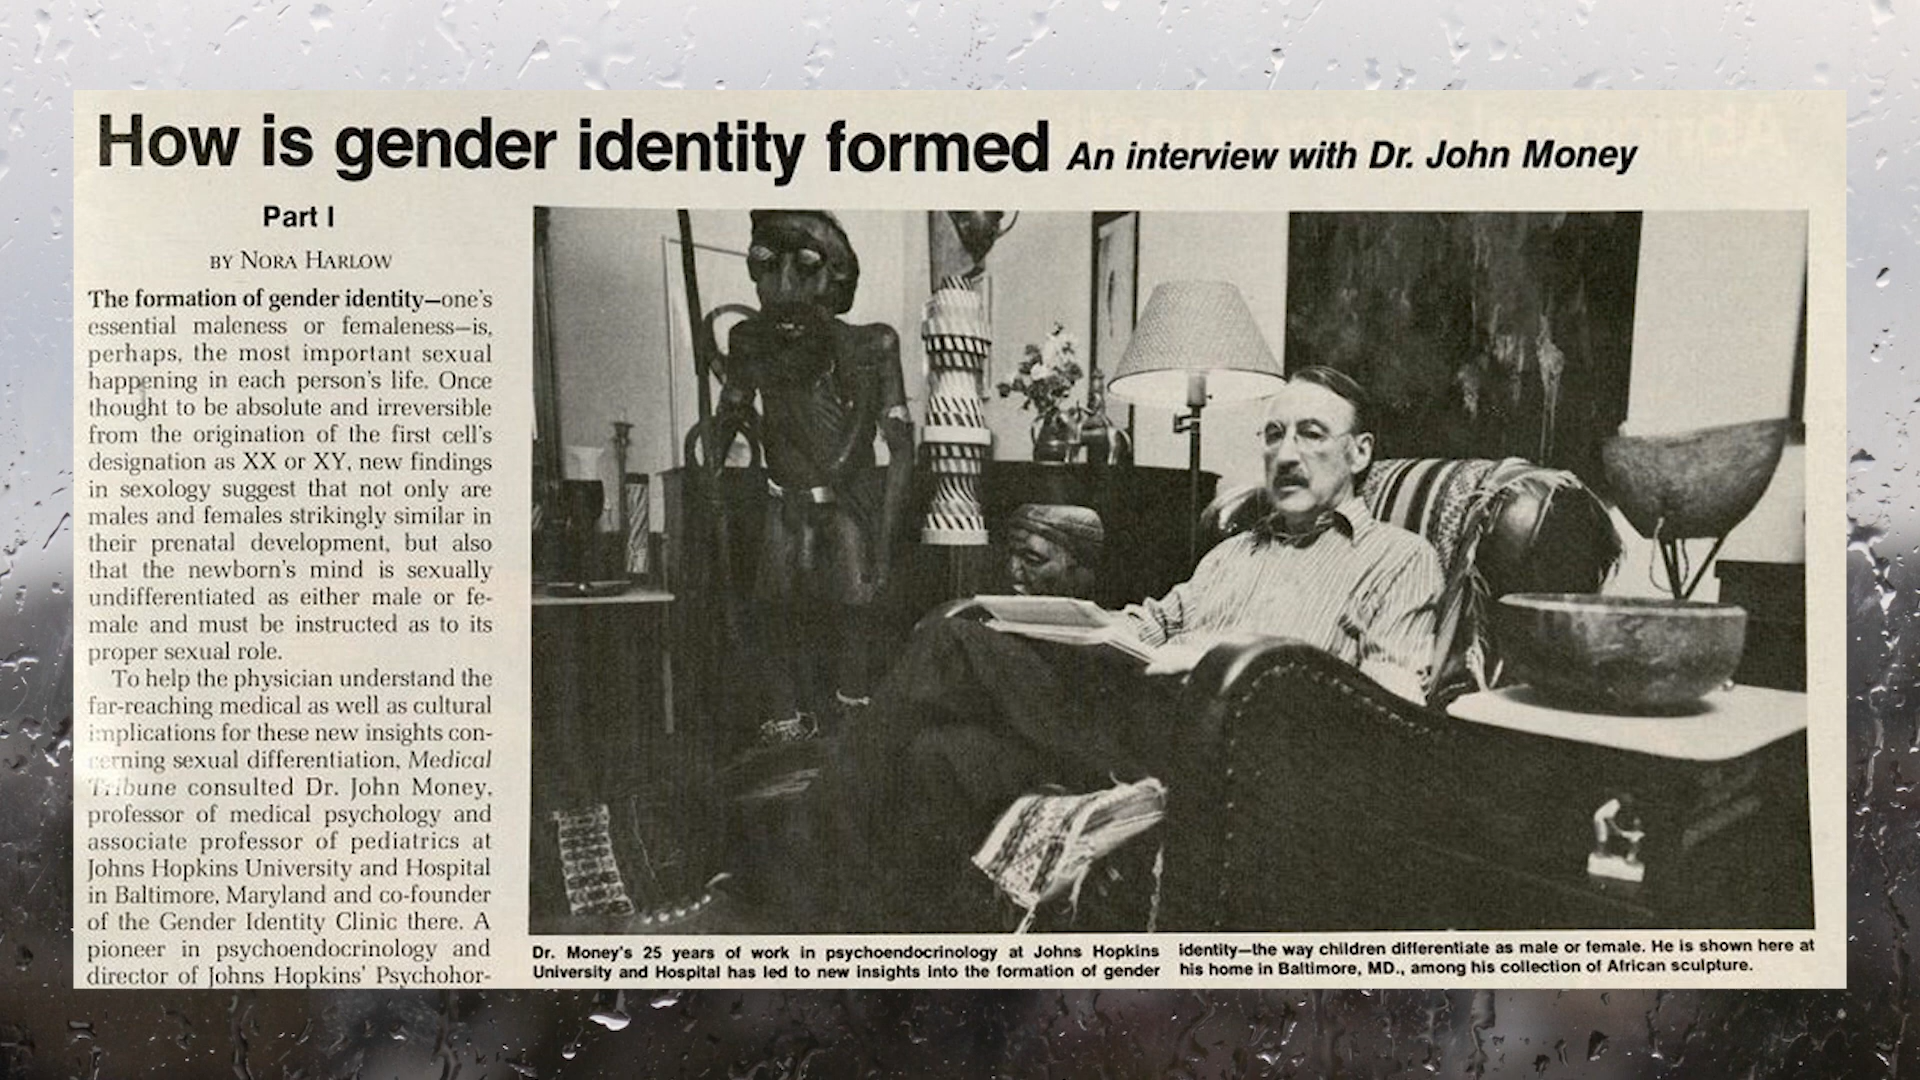 How is gender identity formed An interview with Dr. John Money
Part I
BY NORA HARLOW
The formation of gender identity—one's
essential maleness or femaleness—is,
perhaps, the most important sexual
happening in each person's life. Once
thought to be absolute and irreversible
from the origination of the first cell's
designation as XX or XY, new findings
in sexology suggest that not only are
males and females strikingly similar in
their prenatal development, but also
that the newborn's mind is sexually
undifferentiated as either male or fe-
male and must be instructed as to its
proper sexual role.
To help the physician understand the
far-reaching medical as well as cultural
implications for these new insights con-
cerning sexual differentiation, Medical
Tribune consulted Dr. John Money,
professor of medical psychology and
associate professor of pediatrics at
Johns Hopkins University and Hospital
in Baltimore, Maryland and co-founder
of the Gender Identity Clinic there. A
pioneer in psychoendocrinology and
director of Johns Hopkins' Psychohor-
Dr. Money's 25 years of work in psychoendocrinology at Johns Hopkins
University and Hospital has led to new insights into the formation of gender
identity—the way children differentiate as male or female. He is shown here at
his home in Baltimore, MD., among his collection of African sculpture.